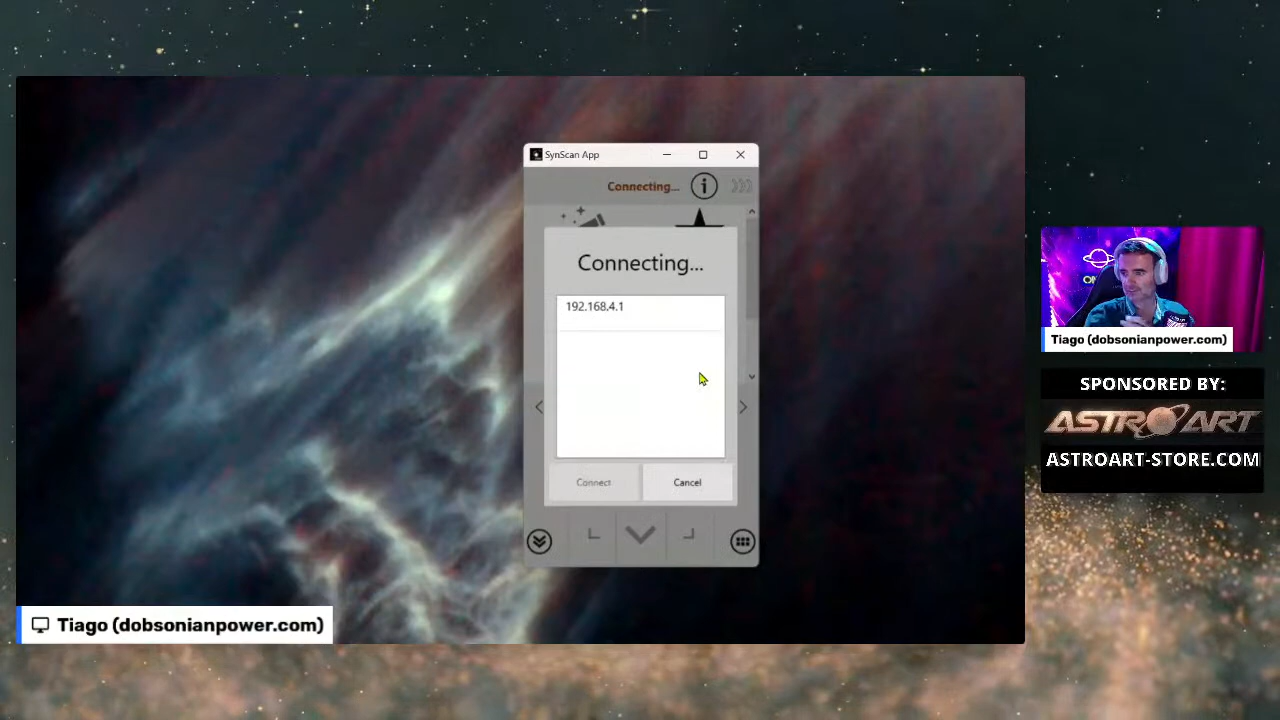 SynScan App
Connecting...
Connecting...
192.168.4.1
Connect
Cancel
Tiago (dobsonianpower.com)
Tiago (dobsonianpower.com)
SPONSORED BY:
ASTROART
ASTROART-STORE.COM